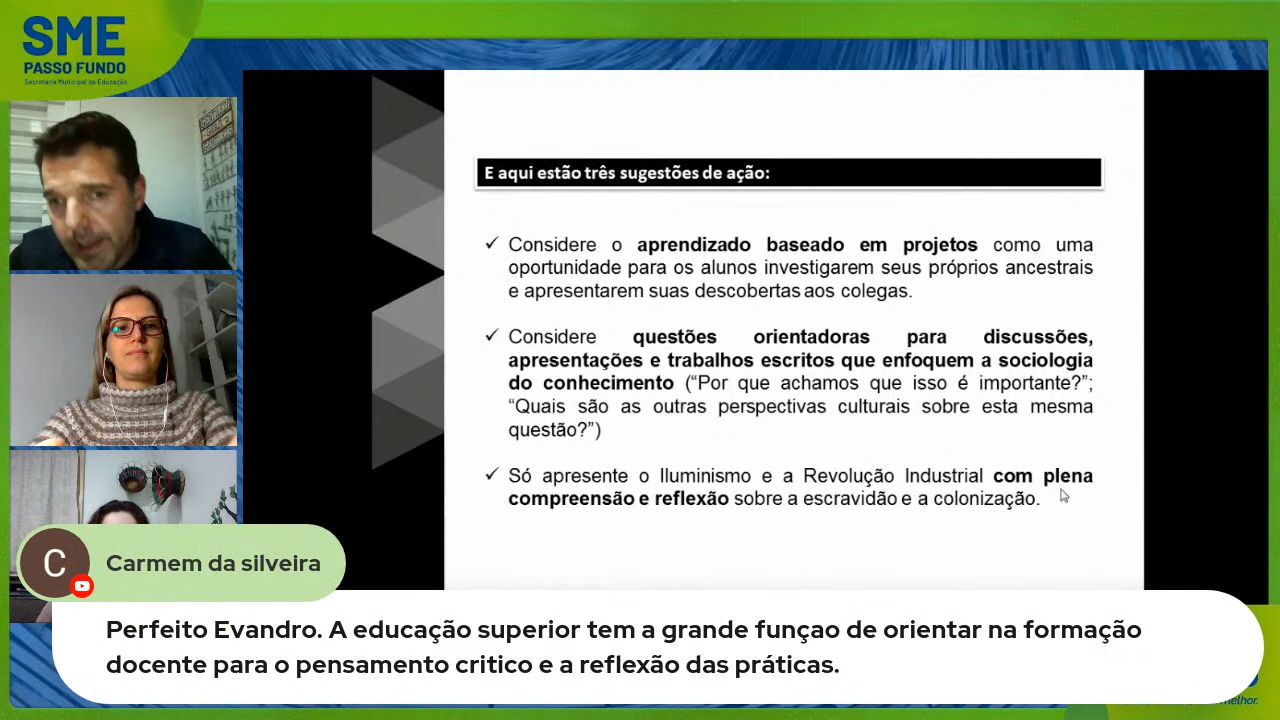 SME
PASSO FUNDO
Secretaria Municipal de Educação
E aqui estão três sugestões de ação:
✓ Considere o aprendizado baseado em projetos como uma
oportunidade para os alunos investigarem seus próprios ancestrais
e apresentarem suas descobertas aos colegas.
✓ Considere questões orientadoras para discussões,
apresentações e trabalhos escritos que enfoquem a sociologia
do conhecimento (“Por que achamos que isso é importante?”;
“Quais são as outras perspectivas culturais sobre esta mesma
questão?”)
✓ Só apresente o Iluminismo e a Revolução Industrial com plena
compreensão e reflexão sobre a escravidão e a colonização.
C
Carmem da silveira
Perfeito Evandro. A educação superior tem a grande funçao de orientar na formação
docente para o pensamento critico e a reflexão das práticas.